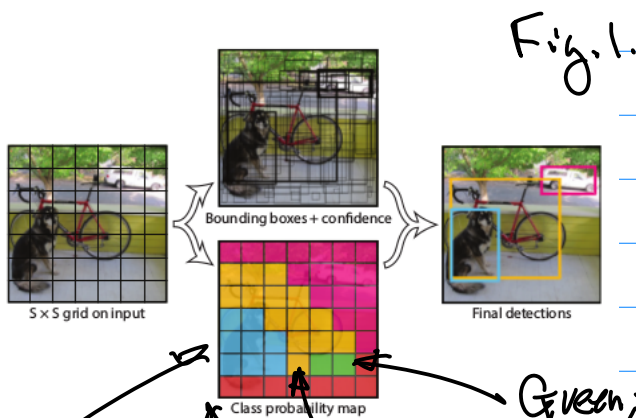 Fig.1.
Bounding boxes + confidence
S × S grid on input
Final detections
Class probability map
Green: